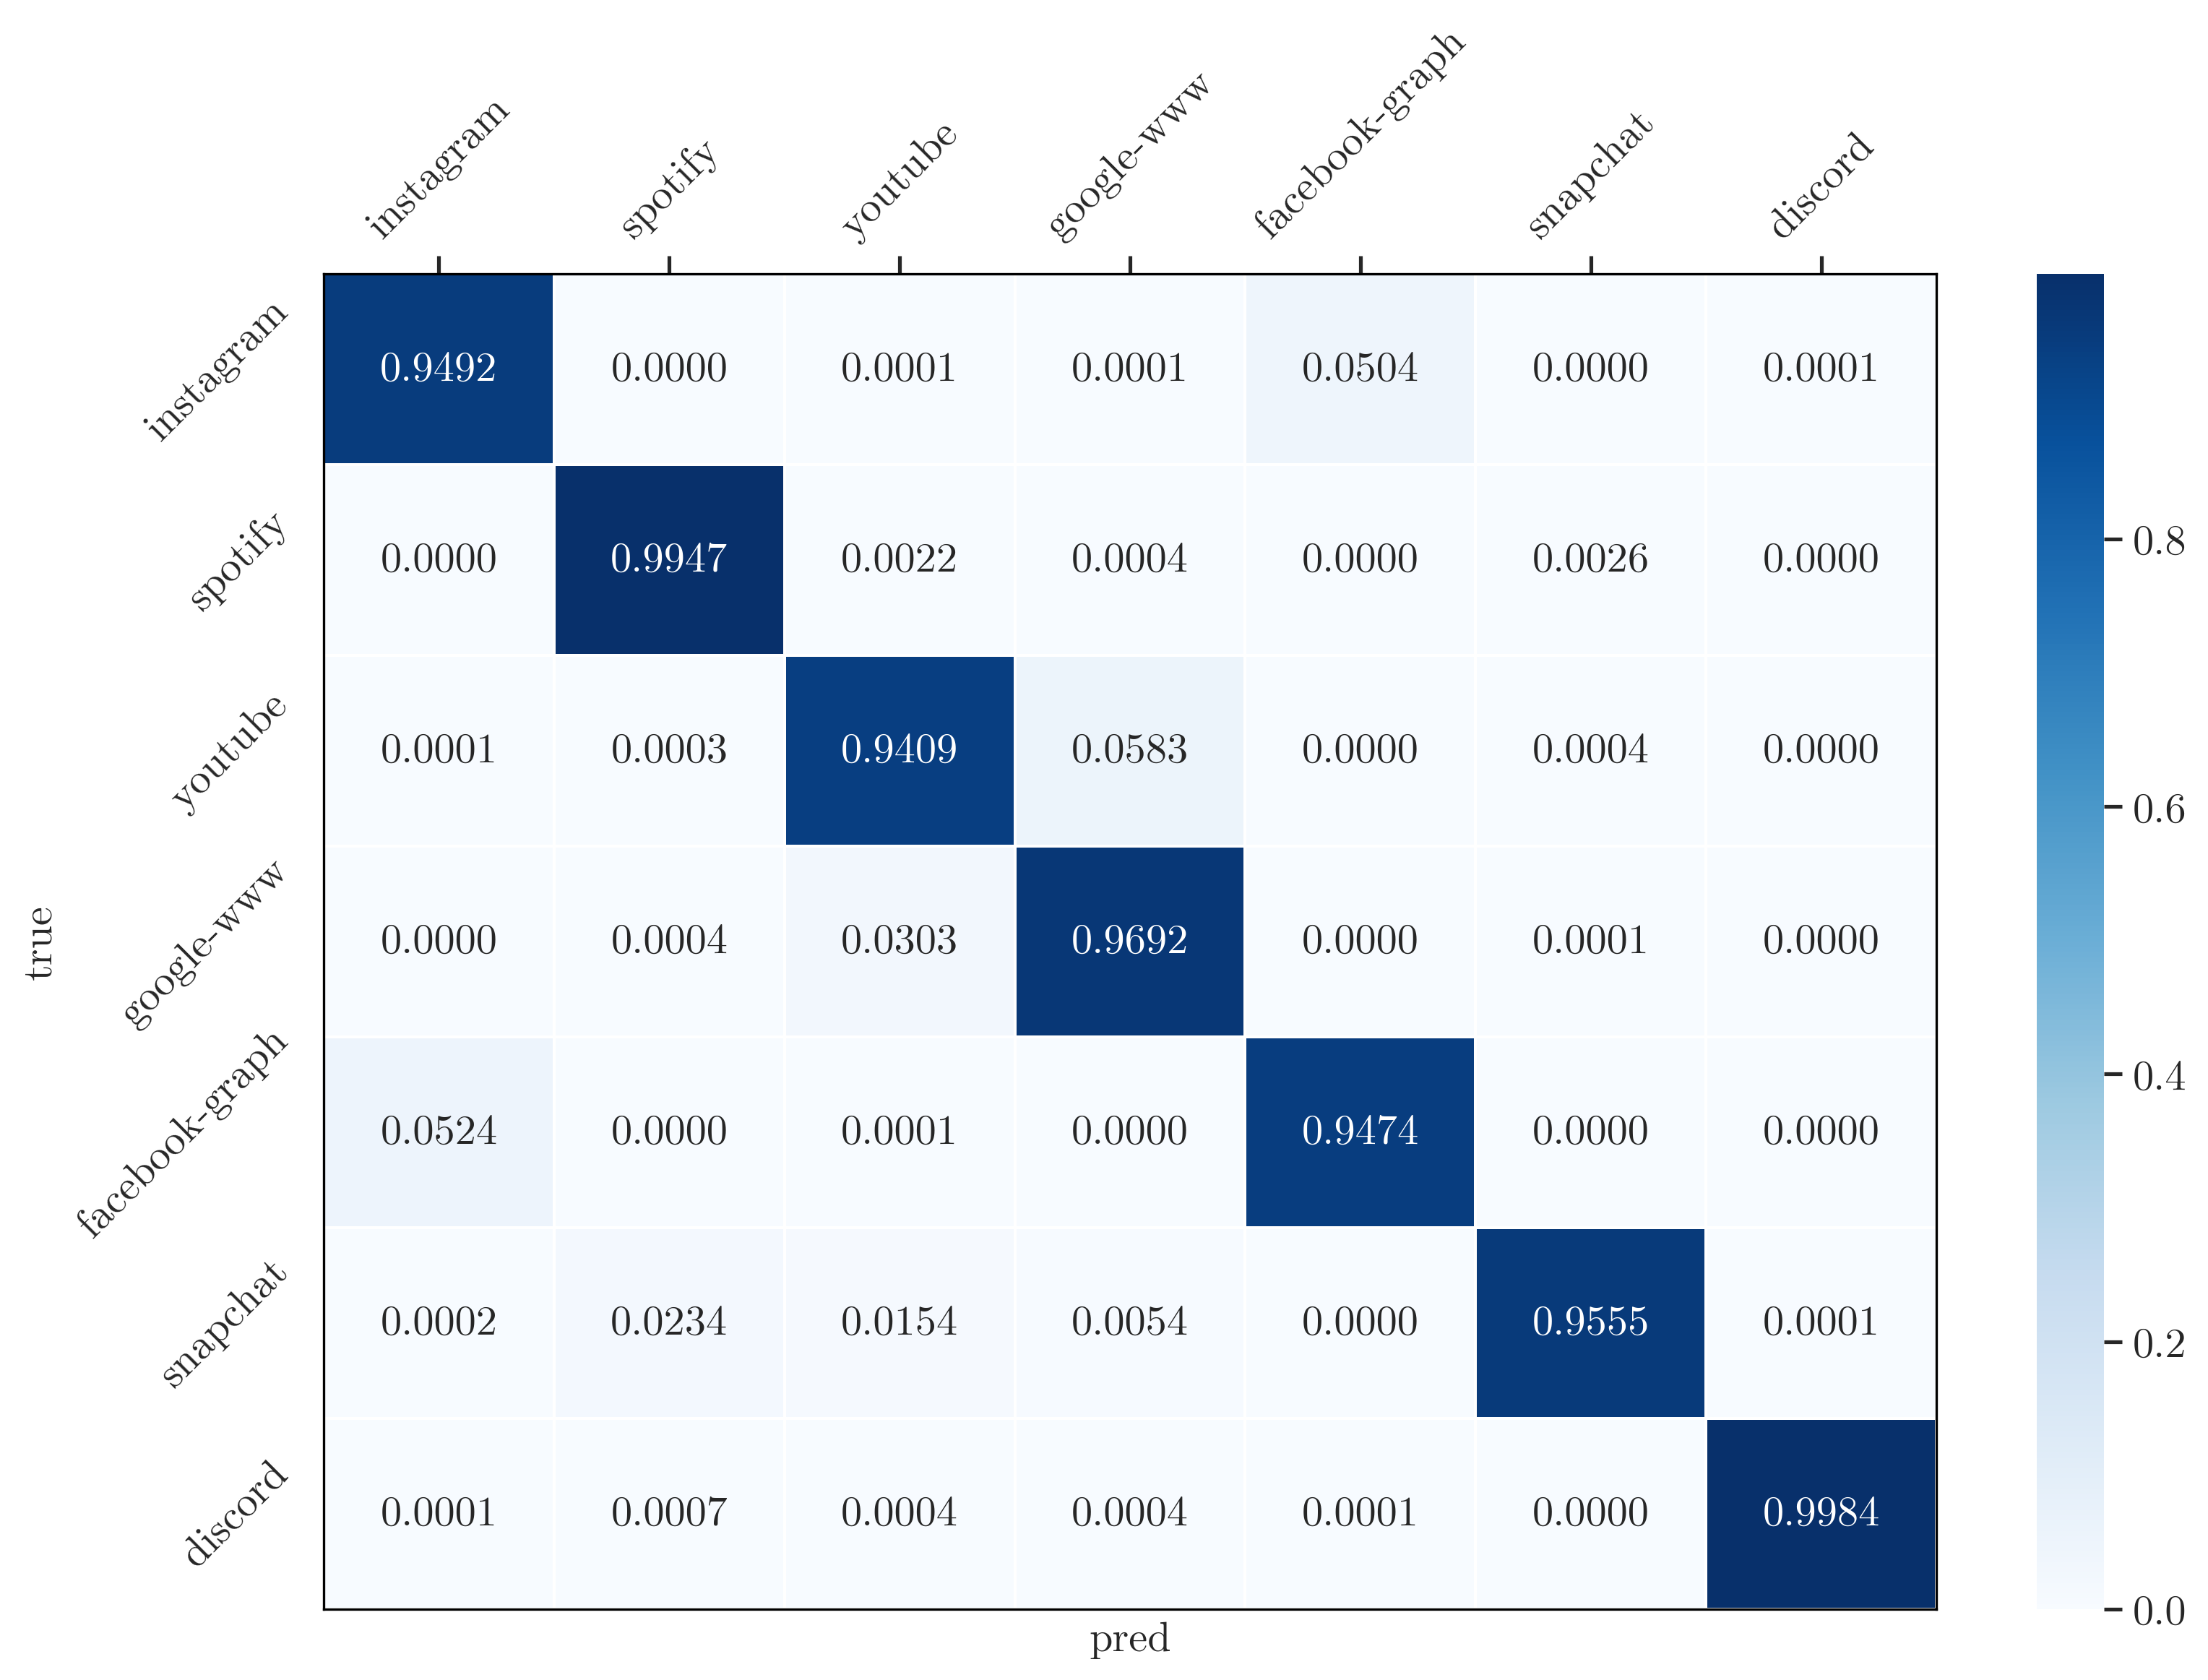 instagram spotify youtube google-www facebook-graph snapchat discord
instagram 0.9492 0.0000 0.0001 0.0001 0.0504 0.0000 0.0001
spotify 0.0000 0.9947 0.0022 0.0004 0.0000 0.0026 0.0000
youtube 0.0001 0.0003 0.9409 0.0583 0.0000 0.0004 0.0000
google-www 0.0000 0.0004 0.0303 0.9692 0.0000 0.0001 0.0000
facebook-graph 0.0524 0.0000 0.0001 0.0000 0.9474 0.0000 0.0000
snapchat 0.0002 0.0234 0.0154 0.0054 0.0000 0.9555 0.0001
discord 0.0001 0.0007 0.0004 0.0004 0.0001 0.0000 0.9984
true
pred
0.8
0.6
0.4
0.2
0.0